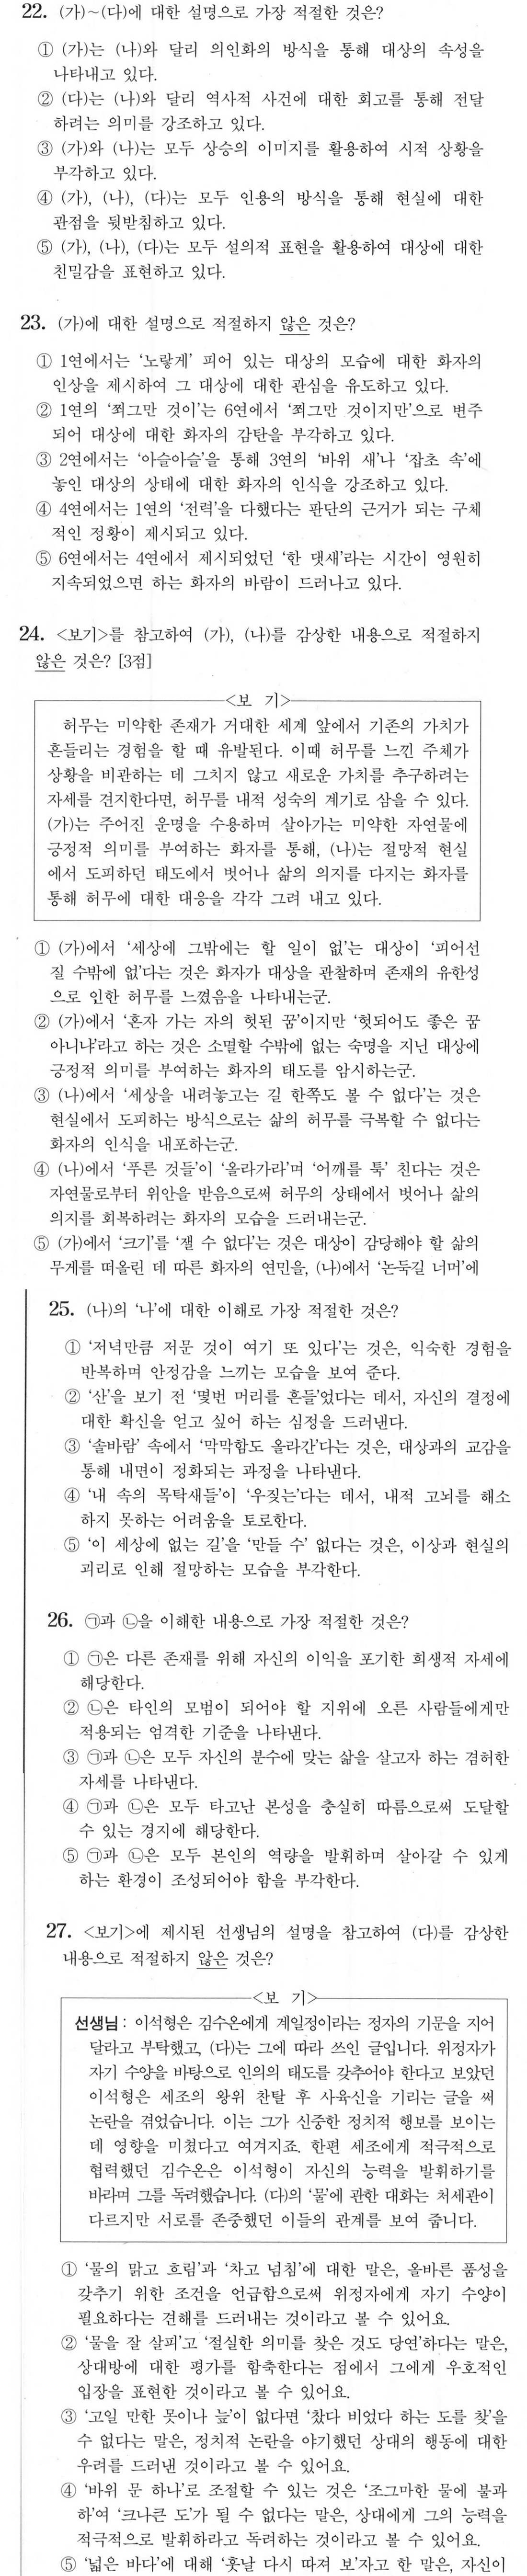 22. (가)~(다)에 대한 설명으로 가장 적절한 것은?
① (가)는 (나)와 달리 의인화의 방식을 통해 대상의 속성을
나타내고 있다.
② (다)는 (나)와 달리 역사적 사건에 대한 회고를 통해 전달
하려는 의미를 강조하고 있다.
③ (가)와 (나)는 모두 상승의 이미지를 활용하여 시적 상황을
부각하고 있다.
④ (가), (나), (다)는 모두 인용의 방식을 통해 현실에 대한
관점을 뒷받침하고 있다.
⑤ (가), (나), (다)는 모두 설의적 표현을 활용하여 대상에 대한
친밀감을 표현하고 있다.
23. (가)에 대한 설명으로 적절하지 않은 것은?
① 1연에서는 ‘노랗게’ 피어 있는 대상의 모습에 대한 화자의
인상을 제시하여 그 대상에 대한 관심을 유도하고 있다.
② 1연의 ‘쬐그만 것이’는 6연에서 ‘쬐그만 것이지만’으로 변주
되어 대상에 대한 화자의 감탄을 부각하고 있다.
③ 2연에서는 ‘아슬아슬’을 통해 3연의 ‘바위 새’나 ‘잡초 속’에
놓인 대상의 상태에 대한 화자의 인식을 강조하고 있다.
④ 4연에서는 1연의 ‘전력’을 다했다는 판단의 근거가 되는 구체
적인 정황이 제시되고 있다.
⑤ 6연에서는 4연에서 제시되었던 ‘한 댓새’라는 시간이 영원히
지속되었으면 하는 화자의 바람이 드러나고 있다.
24. <보기>를 참고하여 (가), (나)를 감상한 내용으로 적절하지
않은 것은? [3점]
<보 기>
허무는 미약한 존재가 거대한 세계 앞에서 기존의 가치가
흔들리는 경험을 할 때 유발된다. 이때 허무를 느낀 주체가
상황을 비관하는 데 그치지 않고 새로운 가치를 추구하려는
자세를 견지한다면, 허무를 내적 성숙의 계기로 삼을 수 있다.
(가)는 주어진 운명을 수용하며 살아가는 미약한 자연물에
긍정적 의미를 부여하는 화자를 통해, (나)는 절망적 현실
에서 도피하던 태도에서 벗어나 삶의 의지를 다지는 화자를
통해 허무에 대한 대응을 각각 그려 내고 있다.
① (가)에서 ‘세상에 그밖에는 할 일이 없’는 대상이 ‘피어선
질 수밖에 없’다는 것은 화자가 대상을 관찰하며 존재의 유한성
으로 인한 허무를 느꼈음을 나타내는군.
② (가)에서 ‘혼자 가는 자의 헛된 꿈’이지만 ‘헛되어도 좋은 꿈
아니냐’라고 하는 것은 소멸할 수밖에 없는 숙명을 지닌 대상에
긍정적 의미를 부여하는 화자의 태도를 암시하는군.
③ (나)에서 ‘세상을 내려놓고는 길 한쪽도 볼 수 없다’는 것은
현실에서 도피하는 방식으로는 삶의 허무를 극복할 수 없다는
화자의 인식을 내포하는군.
④ (나)에서 ‘푸른 것들’이 ‘올라가라’며 ‘어깨를 툭’ 친다는 것은
자연물로부터 위안을 받음으로써 허무의 상태에서 벗어나 삶의
의지를 회복하려는 화자의 모습을 드러내는군.
⑤ (가)에서 ‘크기’를 ‘잴 수 없다’는 것은 대상이 감당해야 할 삶의
무게를 떠올린 데 따른 화자의 연민을, (나)에서 ‘논둑길 너머’에
25. (나)의 ‘나’에 대한 이해로 가장 적절한 것은?
① ‘저녁만큼 저문 것이 여기 또 있다’는 것은, 익숙한 경험을
반복하며 안정감을 느끼는 모습을 보여 준다.
② ‘산’을 보기 전 ‘몇번 머리를 흔들’었다는 데서, 자신의 결정에
대한 확신을 얻고 싶어 하는 심정을 드러낸다.
③ ‘솔바람’ 속에서 ‘막막함도 올라간’다는 것은, 대상과의 교감을
통해 내면이 정화되는 과정을 나타낸다.
④ ‘내 속의 목탁새들’이 ‘우짖는’다는 데서, 내적 고뇌를 해소
하지 못하는 어려움을 토로한다.
⑤ ‘이 세상에 없는 길’을 ‘만들 수’ 없다는 것은, 이상과 현실의
괴리로 인해 절망하는 모습을 부각한다.
26. ㉠과 ㉡을 이해한 내용으로 가장 적절한 것은?
① ㉠은 다른 존재를 위해 자신의 이익을 포기한 희생적 자세에
해당한다.
② ㉡은 타인의 모범이 되어야 할 지위에 오른 사람들에게만
적용되는 엄격한 기준을 나타낸다.
③ ㉠과 ㉡은 모두 자신의 분수에 맞는 삶을 살고자 하는 겸허한
자세를 나타낸다.
④ ㉠과 ㉡은 모두 타고난 본성을 충실히 따름으로써 도달할
수 있는 경지에 해당한다.
⑤ ㉠과 ㉡은 모두 본인의 역량을 발휘하며 살아갈 수 있게
하는 환경이 조성되어야 함을 부각한다.
27. <보기>에 제시된 선생님의 설명을 참고하여 (다)를 감상한
내용으로 적절하지 않은 것은?
<보 기>
선생님 : 이석형은 김수온에게 계일정이라는 정자의 기문을 지어
달라고 부탁했고, (다)는 그에 따라 쓰인 글입니다. 위정자가
자기 수양을 바탕으로 인의의 태도를 갖추어야 한다고 보았던
이석형은 세조의 왕위 찬탈 후 사육신을 기리는 글을 써
논란을 겪었습니다. 이는 그가 신중한 정치적 행보를 보이는
데 영향을 미쳤다고 여겨지죠. 한편 세조에게 적극적으로
협력했던 김수온은 이석형이 자신의 능력을 발휘하기를
바라며 그를 독려했습니다. (다)의 ‘물’에 관한 대화는 처세관이
다르지만 서로를 존중했던 이들의 관계를 보여 줍니다.
① ‘물의 맑고 흐림’과 ‘차고 넘침’에 대한 말은, 올바른 품성을
갖추기 위한 조건을 언급함으로써 위정자에게 자기 수양이
필요하다는 견해를 드러내는 것이라고 볼 수 있어요.
② ‘물을 잘 살피’고 ‘절실한 의미를 찾은 것도 당연’하다는 말은,
상대방에 대한 평가를 함축한다는 점에서 그에게 우호적인
입장을 표현한 것이라고 볼 수 있어요.
③ ‘고일 만한 못이나 늪’이 없다면 ‘찼다 비었다 하는 도를 찾’을
수 없다는 말은, 정치적 논란을 야기했던 상대의 행동에 대한
우려를 드러낸 것이라고 볼 수 있어요.
④ ‘바위 문 하나’로 조절할 수 있는 것은 ‘조그마한 물에 불과
하’여 ‘크나큰 도’가 될 수 없다는 말은, 상대에게 그의 능력을
적극적으로 발휘하라고 독려하는 것이라고 볼 수 있어요.
⑤ ‘넓은 바다’에 대해 ‘훗날 다시 따져 보’자고 한 말은, 자신이